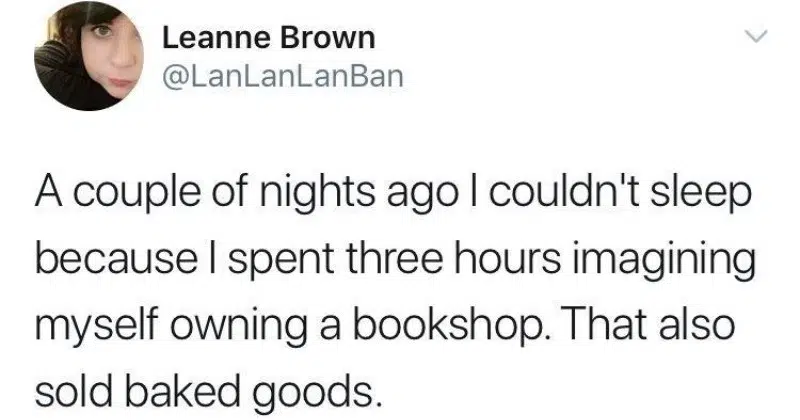 Leanne Brown
@LanLanLanBan
A couple of nights ago I couldn't sleep
because I spent three hours imagining
myself owning a bookshop. That also
sold baked goods.